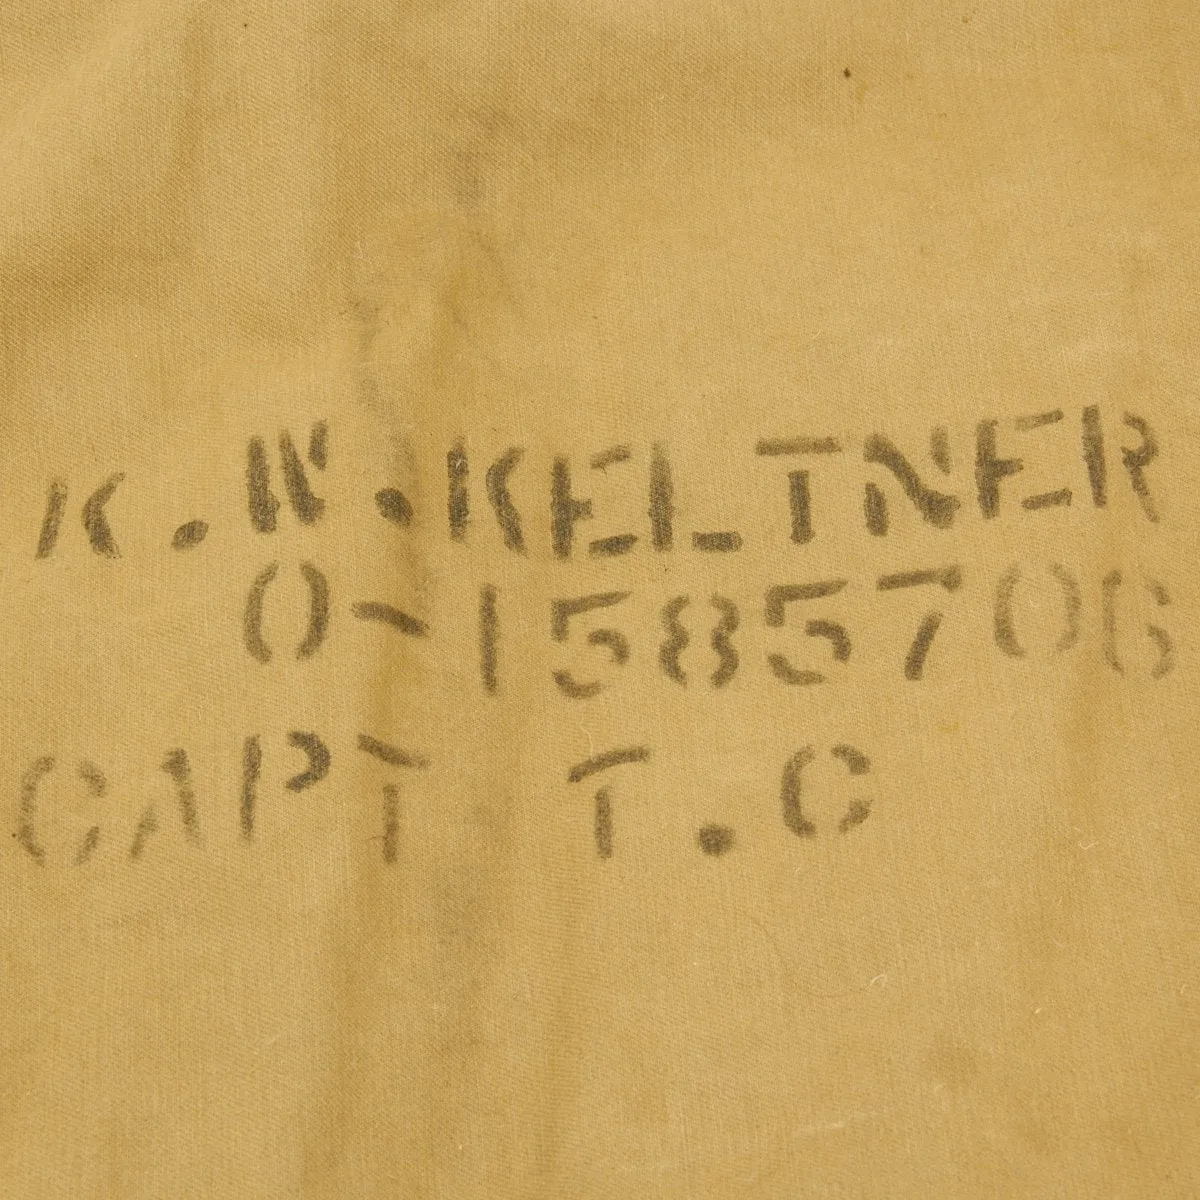 K.W.KELTNER
O-1585706
CAPT T.C